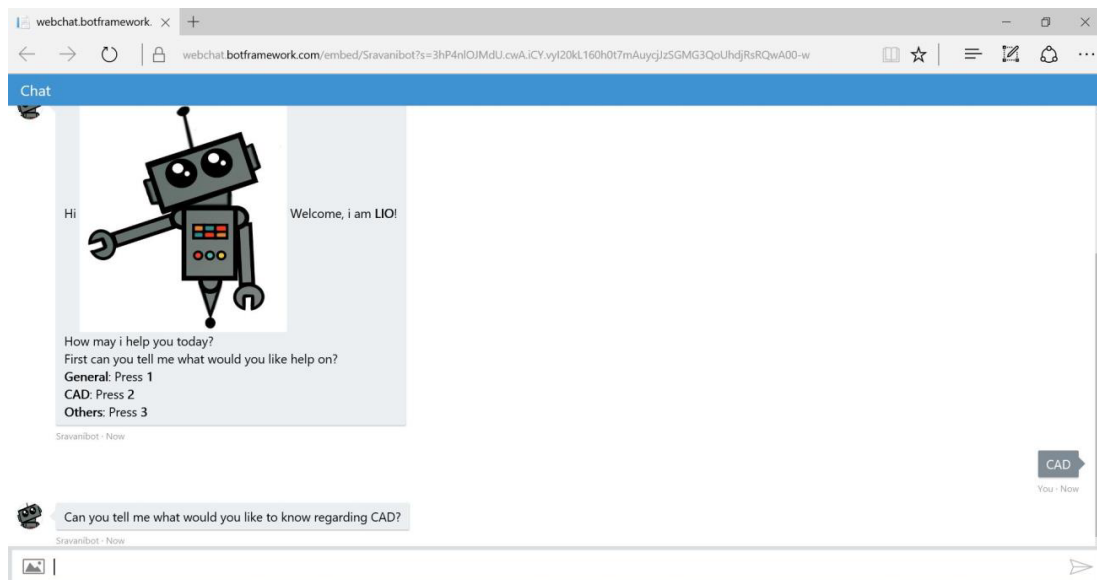 webchat.botframework.
webchat.botframework.com/embed/Sravanibot?s=3hP4nlOJMdU.cwA.iCY.vyI20kL160h0t7mAuycjJzSGMG3QoUhdjRsRQwA00-w
Chat
Hi Welcome, i am LIO!
How may i help you today?
First can you tell me what would you like help on?
General: Press 1
CAD: Press 2
Others: Press 3
Sravanibot - Now
CAD
You - Now
Can you tell me what would you like to know regarding CAD?
Sravanibot - Now